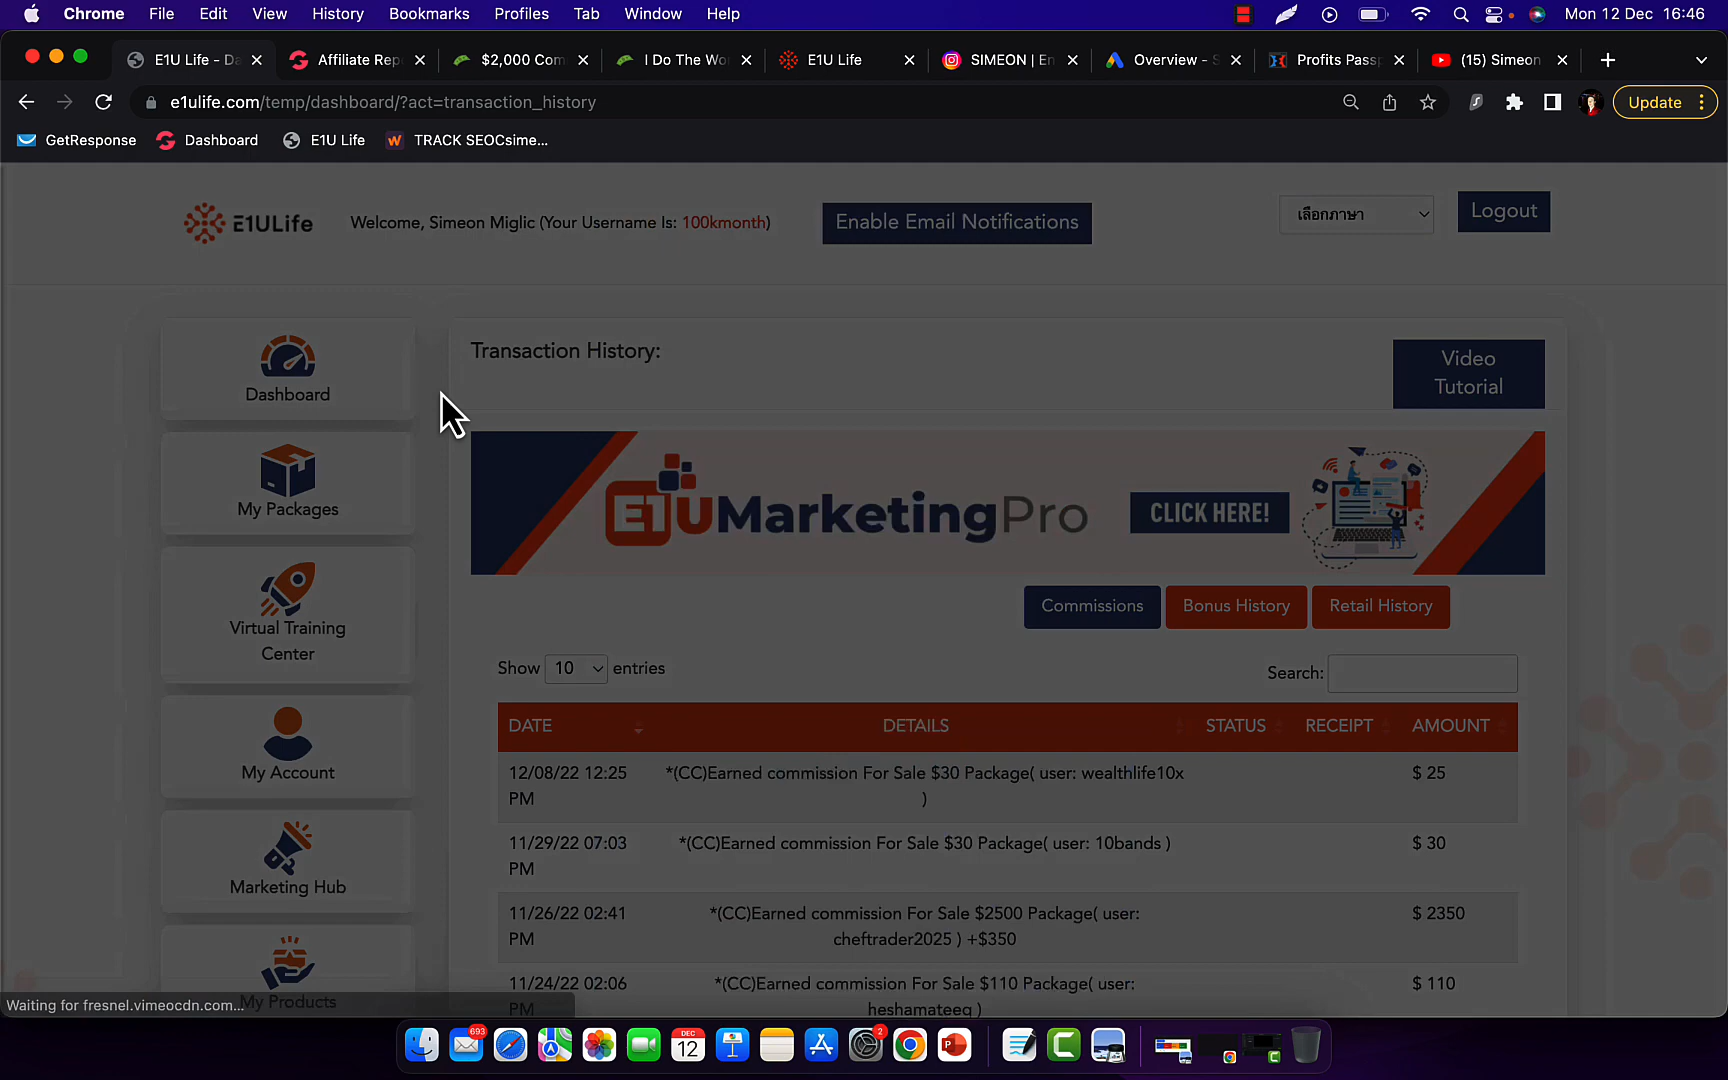 Chrome File Edit View History Bookmarks Profiles Tab Window Help Mon 12 Dec 16:46
E1U Life - Da Affiliate Rep $2,000 Com I Do The Wo E1U Life SIMEON | En Overview - S Profits Passp (15) Simeon
e1ulife.com/temp/dashboard/?act=transaction_history Update
GetResponse Dashboard E1U Life TRACK SEOCsime...
E1ULife Welcome, Simeon Miglic (Your Username Is: 100kmonth) Enable Email Notifications เลือกภาษา Logout
Dashboard
My Packages
Virtual Training
Center
My Account
Marketing Hub
My Products
Transaction History:
Video
Tutorial
E1UMarketingPro CLICK HERE!
Commissions Bonus History Retail History
Show 10 entries Search:
DATE DETAILS STATUS RECEIPT AMOUNT
12/08/22 12:25 *(CC)Earned commission For Sale $30 Package( user: wealthlife10x $ 25
PM )
11/29/22 07:03 *(CC)Earned commission For Sale $30 Package( user: 10bands ) $ 30
PM
11/26/22 02:41 *(CC)Earned commission For Sale $2500 Package( user: $ 2350
PM cheftrader2025 ) +$350
11/24/22 02:06 *(CC)Earned commission For Sale $110 Package( user: $ 110
PM heshamateeq )
Waiting for fresnel.vimeocdn.com...
693
DEC
12
2